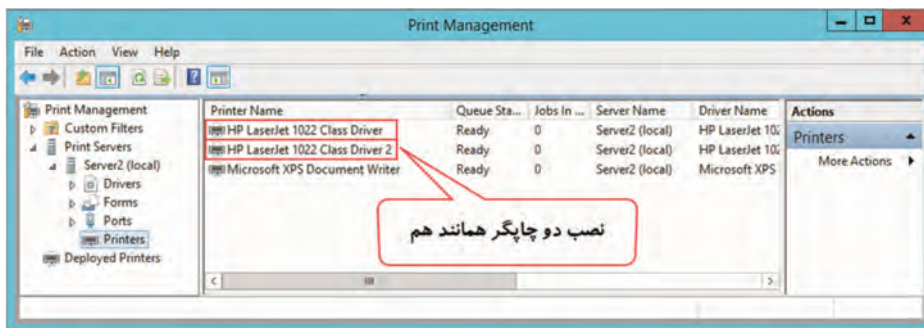 Print Management
File Action View Help
Print Management
Custom Filters
Print Servers
Server2 (local)
Drivers
Forms
Ports
Printers
Deployed Printers
Printer Name Queue Sta... Jobs In ... Server Name Driver Name
HP LaserJet 1022 Class Driver Ready 0 Server2 (local) HP LaserJet 102
HP LaserJet 1022 Class Driver 2 Ready 0 Server2 (local) HP LaserJet 102
Microsoft XPS Document Writer Ready 0 Server2 (local) Microsoft XPS
نصب دو چاپگر همانند هم
Actions
Printers
More Actions